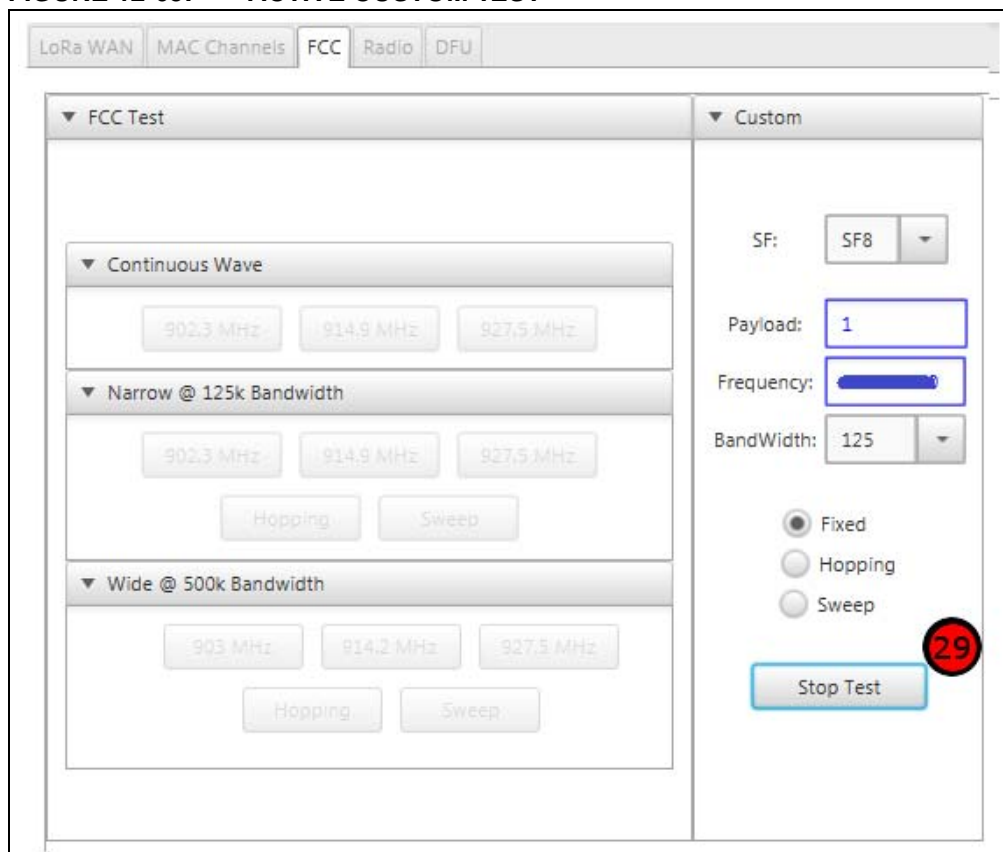 LoRa WAN MAC Channels FCC Radio DFU
FCC Test
Continuous Wave
902.3 MHz 914.9 MHz 927.5 MHz
Narrow @ 125k Bandwidth
902.3 MHz 914.9 MHz 927.5 MHz
Hopping Sweep
Wide @ 500k Bandwidth
903 MHz 914.2 MHz 927.5 MHz
Hopping Sweep
Custom
SF: SF8
Payload: 1
Frequency:
BandWidth: 125
Fixed
Hopping
Sweep
29
Stop Test